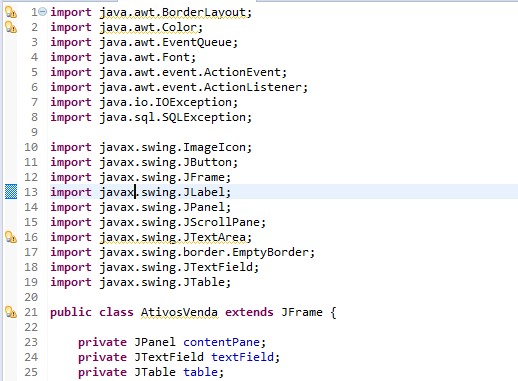 1 import java.awt.BorderLayout;
2 import java.awt.Color;
3 import java.awt.EventQueue;
4 import java.awt.Font;
5 import java.awt.event.ActionEvent;
6 import java.awt.event.ActionListener;
7 import java.io.IOException;
8 import java.sql.SQLException;
9
10 import javax.swing.ImageIcon;
11 import javax.swing.JButton;
12 import javax.swing.JFrame;
13 import javax.swing.JLabel;
14 import javax.swing.JPanel;
15 import javax.swing.JScrollPane;
16 import javax.swing.JTextArea;
17 import javax.swing.border.EmptyBorder;
18 import javax.swing.JTextField;
19 import javax.swing.JTable;
20
21 public class AtivosVenda extends JFrame {
22
23     private JPanel contentPane;
24     private JTextField textField;
25     private JTable table;